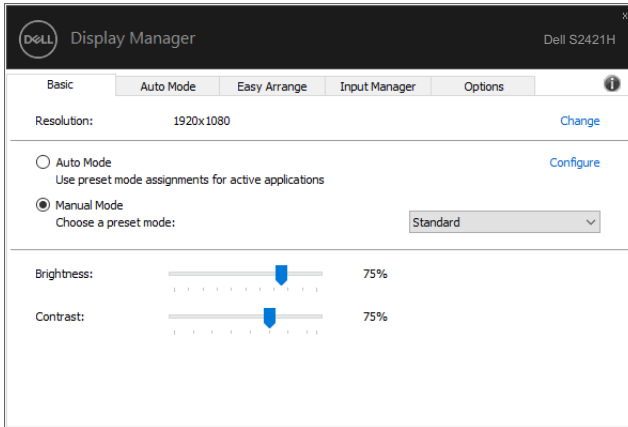 DELL
Display Manager
Dell S2421H
x
Basic
Auto Mode
Easy Arrange
Input Manager
Options
i
Resolution: 1920x1080 Change
Auto Mode Configure
Use preset mode assignments for active applications
Manual Mode
Choose a preset mode: Standard
Brightness: 75%
Contrast: 75%